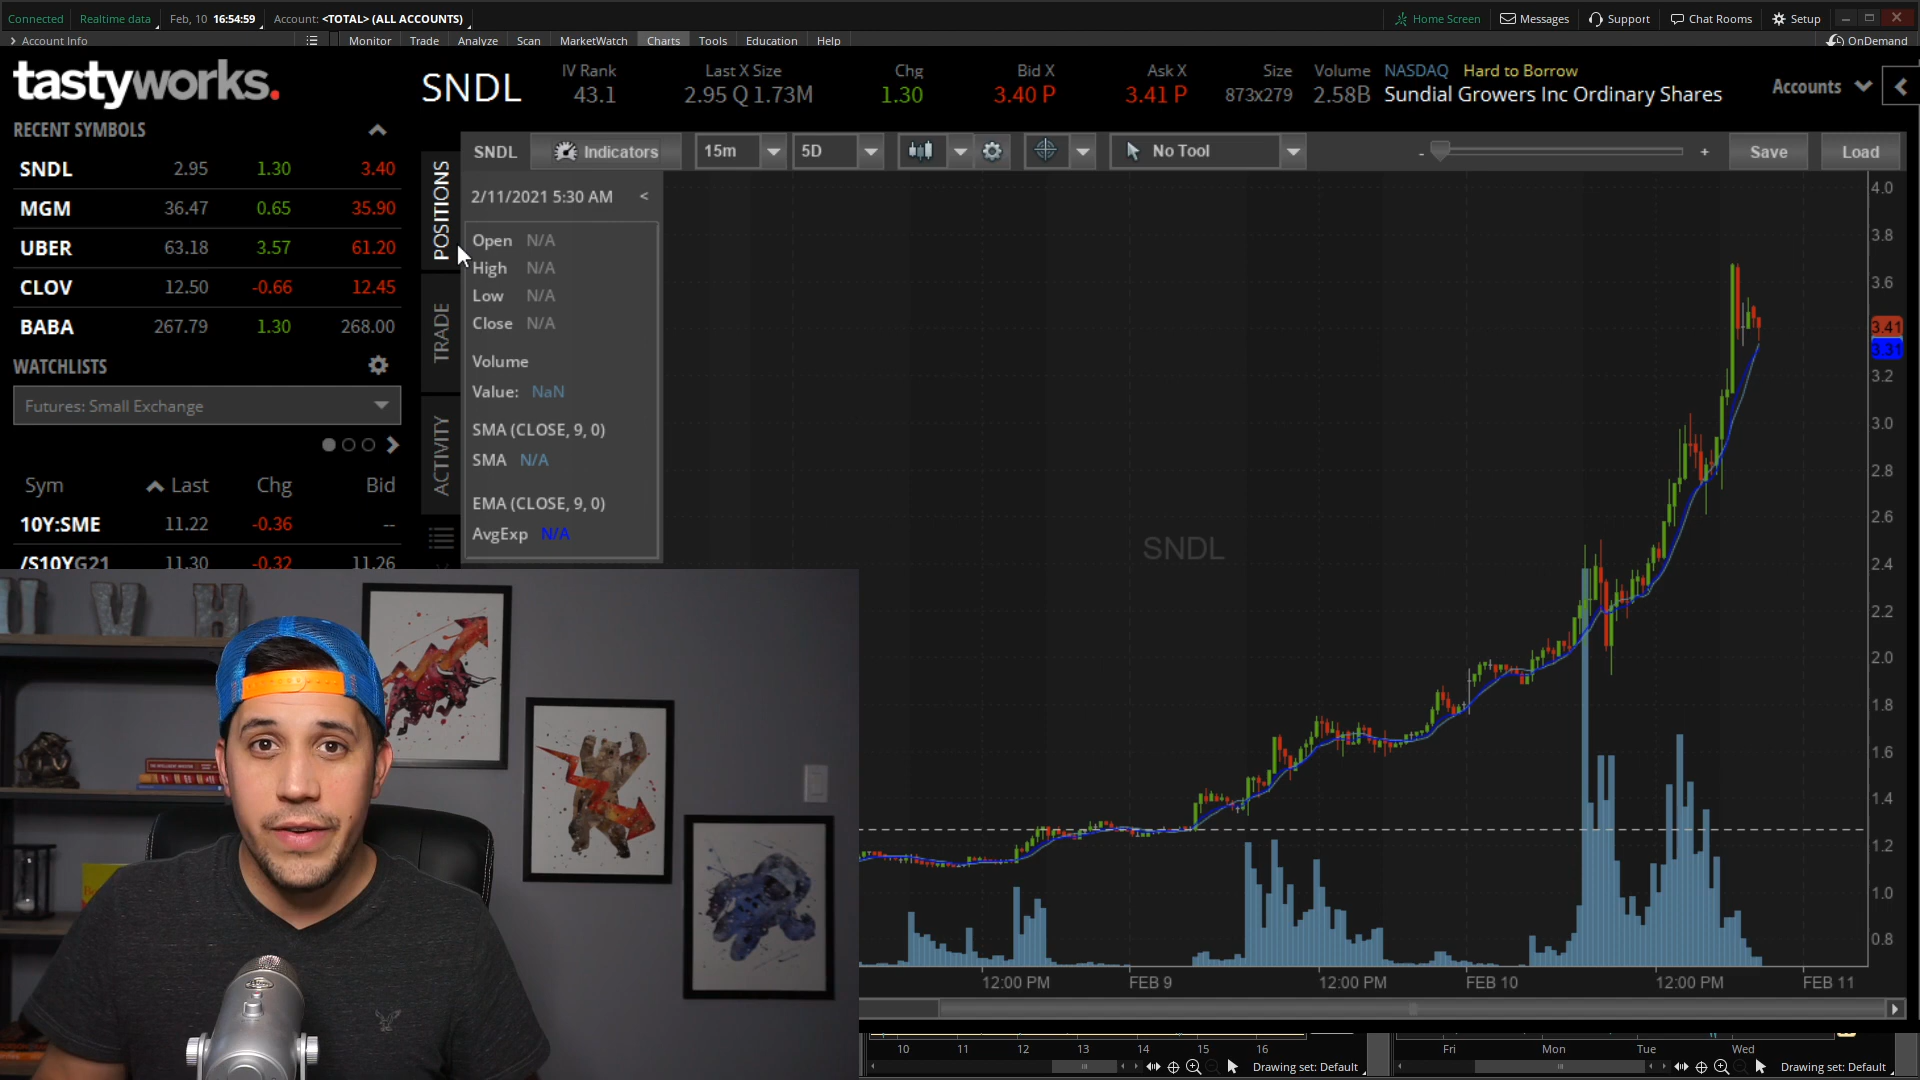 Connected Realtime data Feb, 10 16:54:59 Account: <TOTAL> (ALL ACCOUNTS) Home Screen Messages Support Chat Rooms Setup
> Account Info Monitor Trade Analyze Scan MarketWatch Charts Tools Education Help OnDemand
tastyworks.
SNDL
IV Rank Last X Size Chg Bid X Ask X Size Volume NASDAQ Hard to Borrow
43.1 2.95 Q 1.73M 1.30 3.40 P 3.41 P 873x279 2.58B Sundial Growers Inc Ordinary Shares
Accounts
RECENT SYMBOLS
SNDL 2.95 1.30 3.40
MGM 36.47 0.65 35.90
UBER 63.18 3.57 61.20
CLOV 12.50 -0.66 12.45
BABA 267.79 1.30 268.00
WATCHLISTS
Futures: Small Exchange
Sym Last Chg Bid
10Y:SME 11.22 -0.36 --
/S10YG21 11.30 -0.32 11.26
POSITIONS
TRADE
ACTIVITY
SNDL Indicators 15m 5D No Tool - + Save Load
2/11/2021 5:30 AM <
Open N/A
High N/A
Low N/A
Close N/A
Volume
Value: NaN
SMA (CLOSE, 9, 0)
SMA N/A
EMA (CLOSE, 9, 0)
AvgExp N/A
SNDL
4.0
3.8
3.6
3.41
3.31
3.2
3.0
2.8
2.6
2.4
2.2
2.0
1.8
1.6
1.4
1.2
1.0
0.8
12:00 PM FEB 9 12:00 PM FEB 10 12:00 PM FEB 11
10 11 12 13 14 15 16 Fri Mon Tue Wed
Drawing set: Default Drawing set: Default